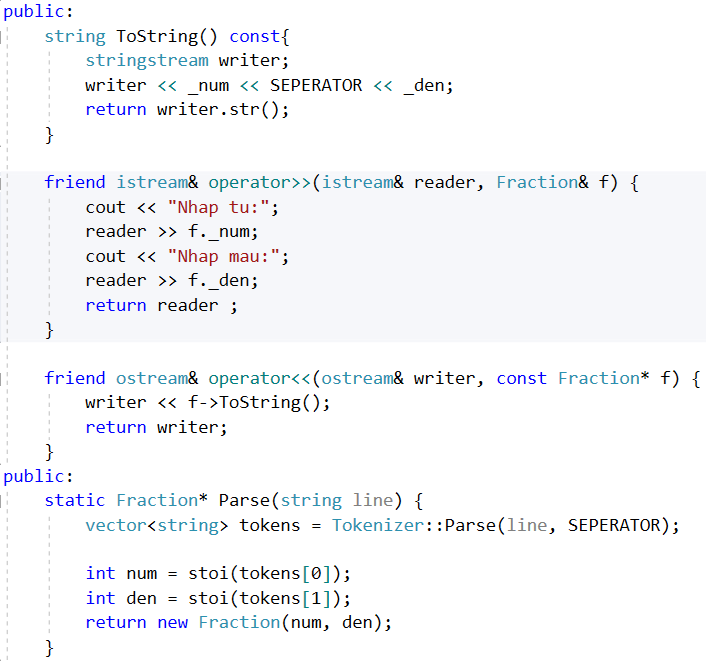 public:
    string ToString() const{
        stringstream writer;
        writer << _num << SEPERATOR << _den;
        return writer.str();
    }
    friend istream& operator>>(istream& reader, Fraction& f) {
        cout << "Nhap tu:";
        reader >> f._num;
        cout << "Nhap mau:";
        reader >> f._den;
        return reader ;
    }
    friend ostream& operator<<(ostream& writer, const Fraction* f) {
        writer << f->ToString();
        return writer;
    }
public:
    static Fraction* Parse(string line) {
        vector<string> tokens = Tokenizer::Parse(line, SEPERATOR);
        int num = stoi(tokens[0]);
        int den = stoi(tokens[1]);
        return new Fraction(num, den);
    }